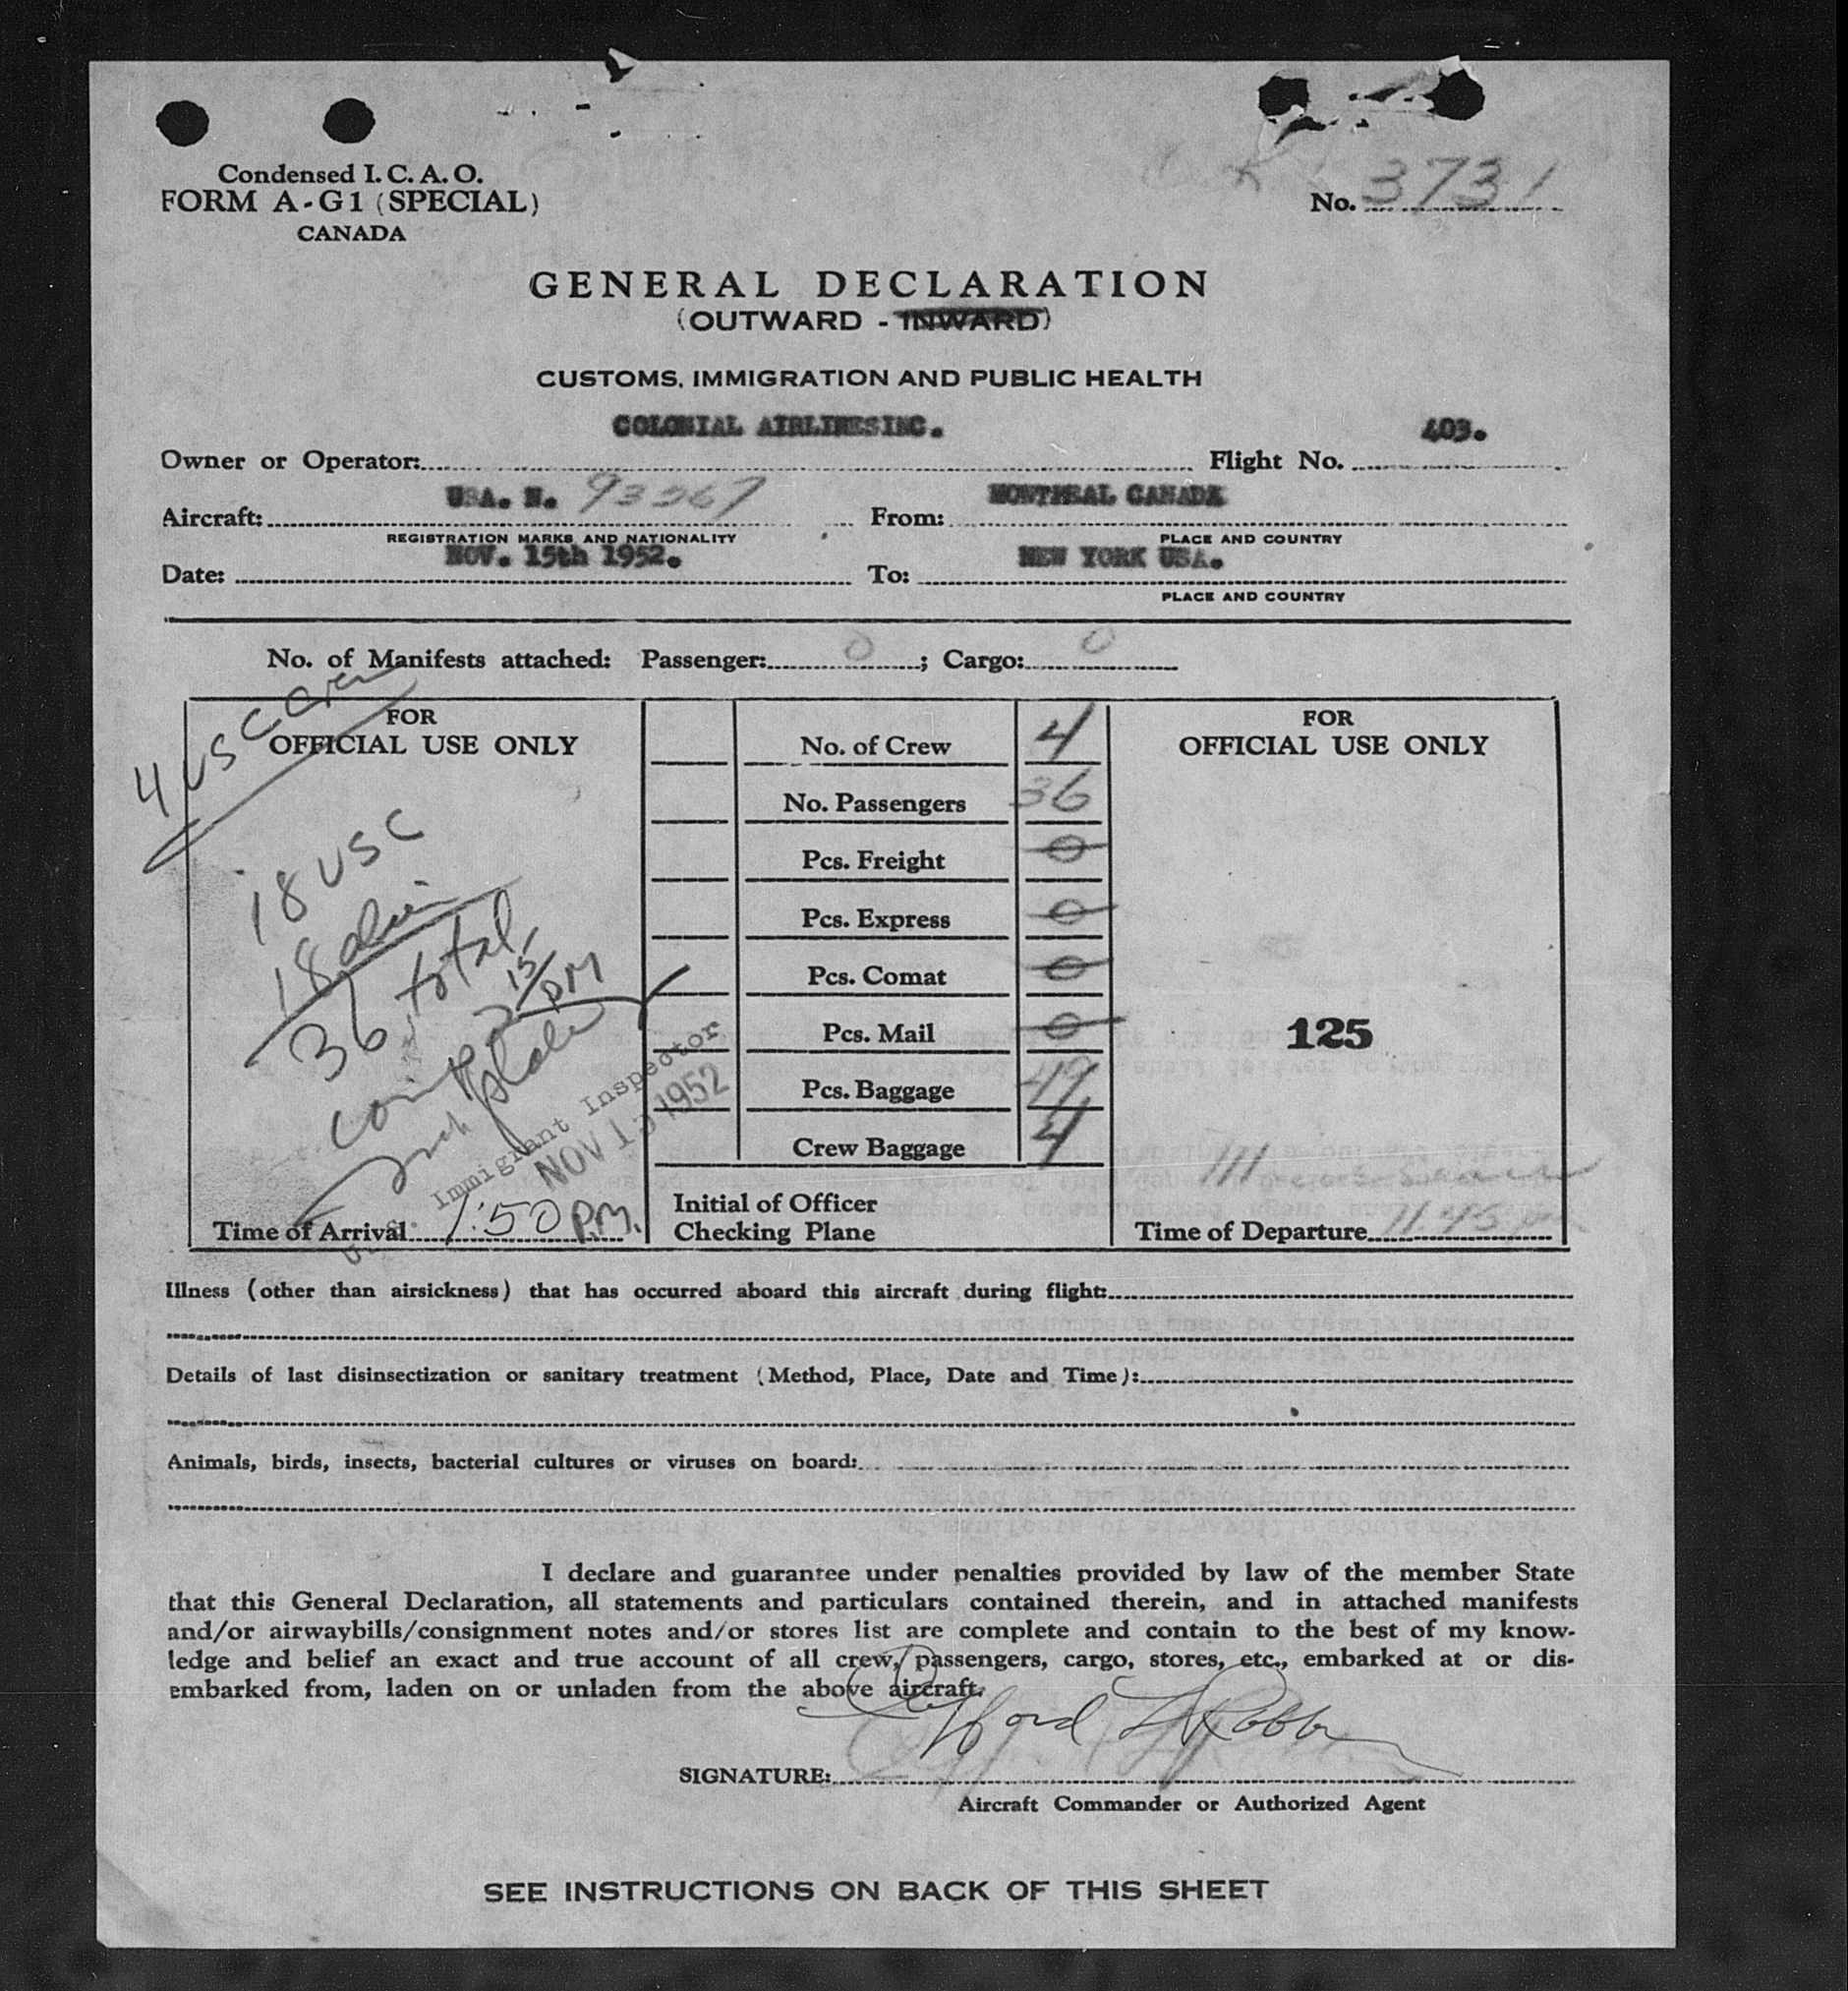 Condensed I. C. A. O.
FORM A-G1 (SPECIAL)
CANADA
No. 3731
GENERAL DECLARATION
(OUTWARD - INWARD)
CUSTOMS, IMMIGRATION AND PUBLIC HEALTH
COLONIAL AIRLINESINC.
403.
Owner or Operator:
Flight No.
USA. N.
MONTREAL CANADA
Aircraft:
From:
REGISTRATION MARKS AND NATIONALITY
PLACE AND COUNTRY
NOV. 15th 1952.
NEW YORK USA.
Date:
To:
PLACE AND COUNTRY
No. of Manifests attached: Passenger: 0; Cargo: 0
4 USC Crew
FOR
OFFICIAL USE ONLY
18 USC
18 alien
36 total
2 15/PM
U. S. Immigrant Inspector
NOV 15 1952
Time of Arrival 1:50 P.M.
No. of Crew 4
No. Passengers 36
Pcs. Freight 0
Pcs. Express 0
Pcs. Comat 0
Pcs. Mail 0
Pcs. Baggage
Crew Baggage 4
Initial of Officer
Checking Plane
FOR
OFFICIAL USE ONLY
125
Time of Departure 11.45
Illness (other than airsickness) that has occurred aboard this aircraft during flight:
Details of last disinsectization or sanitary treatment (Method, Place, Date and Time):
Animals, birds, insects, bacterial cultures or viruses on board:
I declare and guarantee under penalties provided by law of the member State
that this General Declaration, all statements and particulars contained therein, and in attached manifests
and/or airwaybills/consignment notes and/or stores list are complete and contain to the best of my know-
ledge and belief an exact and true account of all crew, passengers, cargo, stores, etc., embarked at or dis-
embarked from, laden on or unladen from the above aircraft.
SIGNATURE:
Aircraft Commander or Authorized Agent
SEE INSTRUCTIONS ON BACK OF THIS SHEET